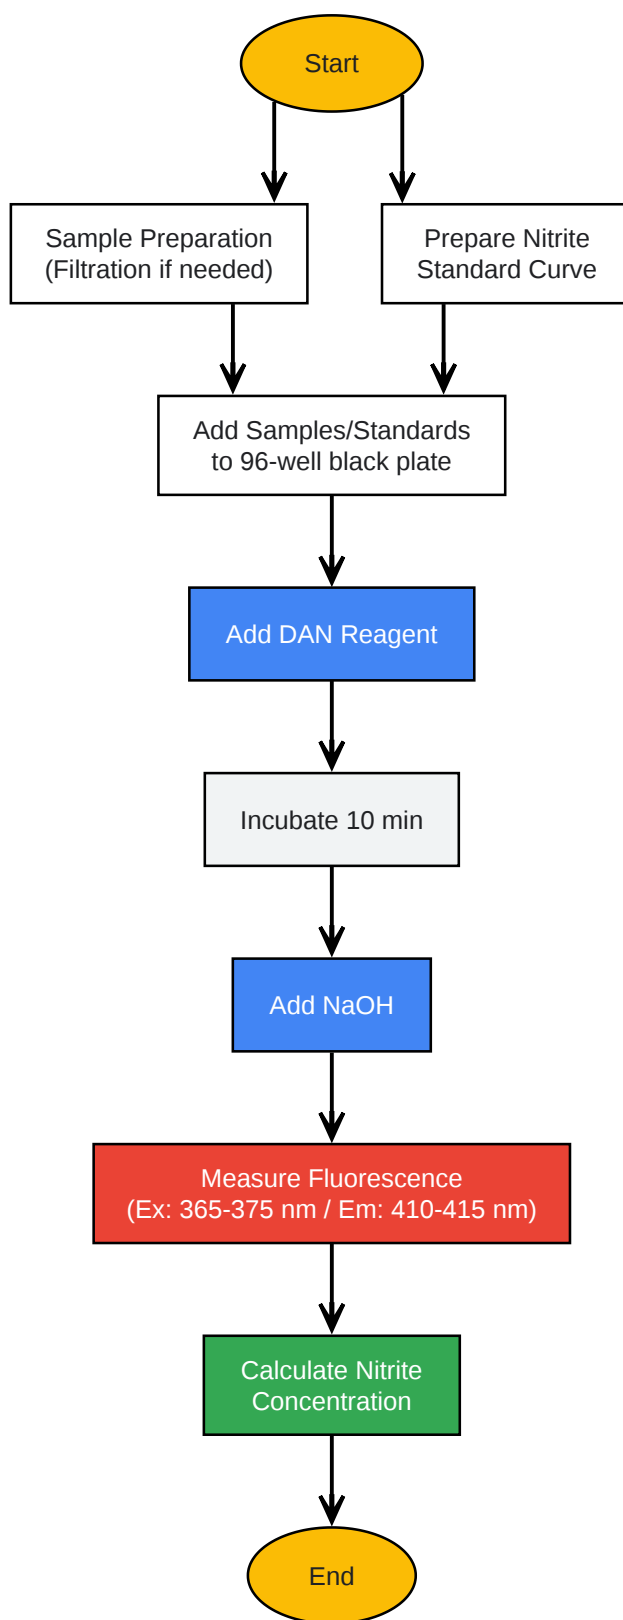 Start
Sample Preparation
(Filtration if needed)
Prepare Nitrite
Standard Curve
Add Samples/Standards
to 96-well black plate
Add DAN Reagent
Incubate 10 min
Add NaOH
Measure Fluorescence
(Ex: 365-375 nm / Em: 410-415 nm)
Calculate Nitrite
Concentration
End